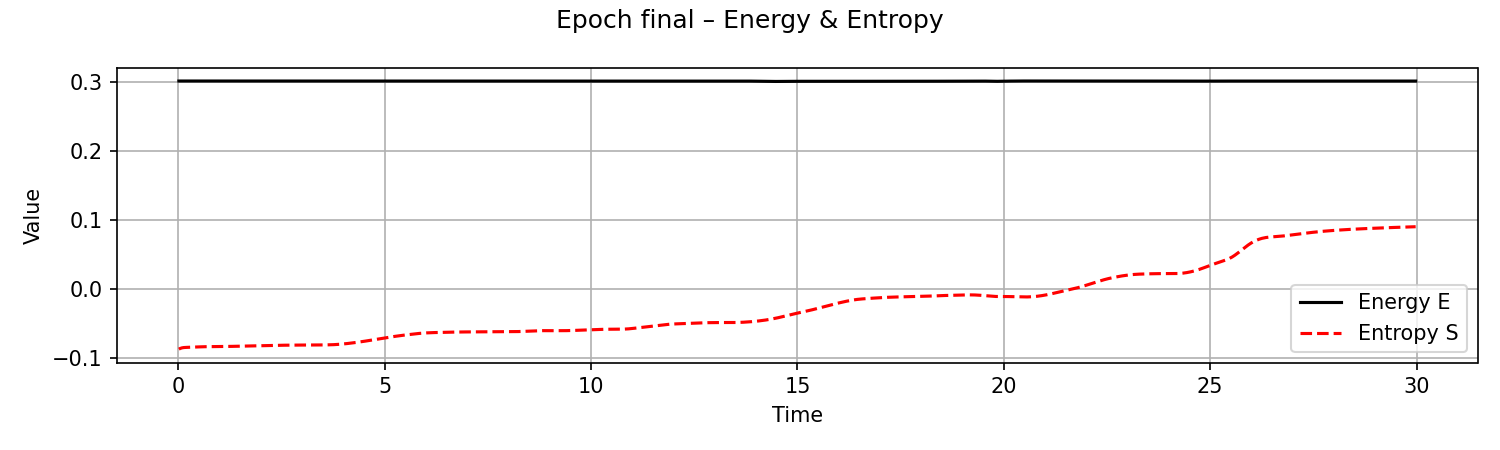 Epoch final – Energy & Entropy
Value
0.3
0.2
0.1
0.0
−0.1
0 5 10 15 20 25 30
Time
Energy E
Entropy S